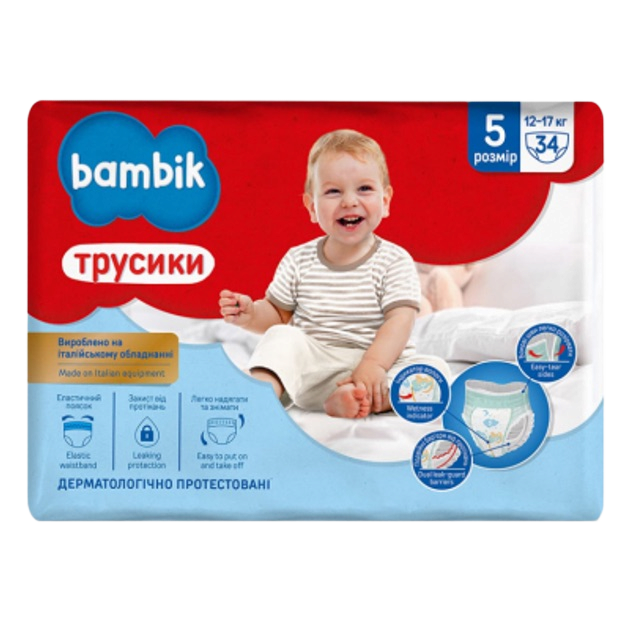 bambik
трусики
5
розмір
12-17 кг
34
Вироблено на
італійському обладнанні
Made on Italian equipment
Еластичний
поясок
Elastic
waistband
Захист від
протікань
Leaking
protection
Легко надягати
та знімати
Easy to put on
and take off
ДЕРМАТОЛОГІЧНО ПРОТЕСТОВАНІ
Easy-tear
sides
Індикатор вологи
Wetness
indicator
Dual leak-guard
barriers